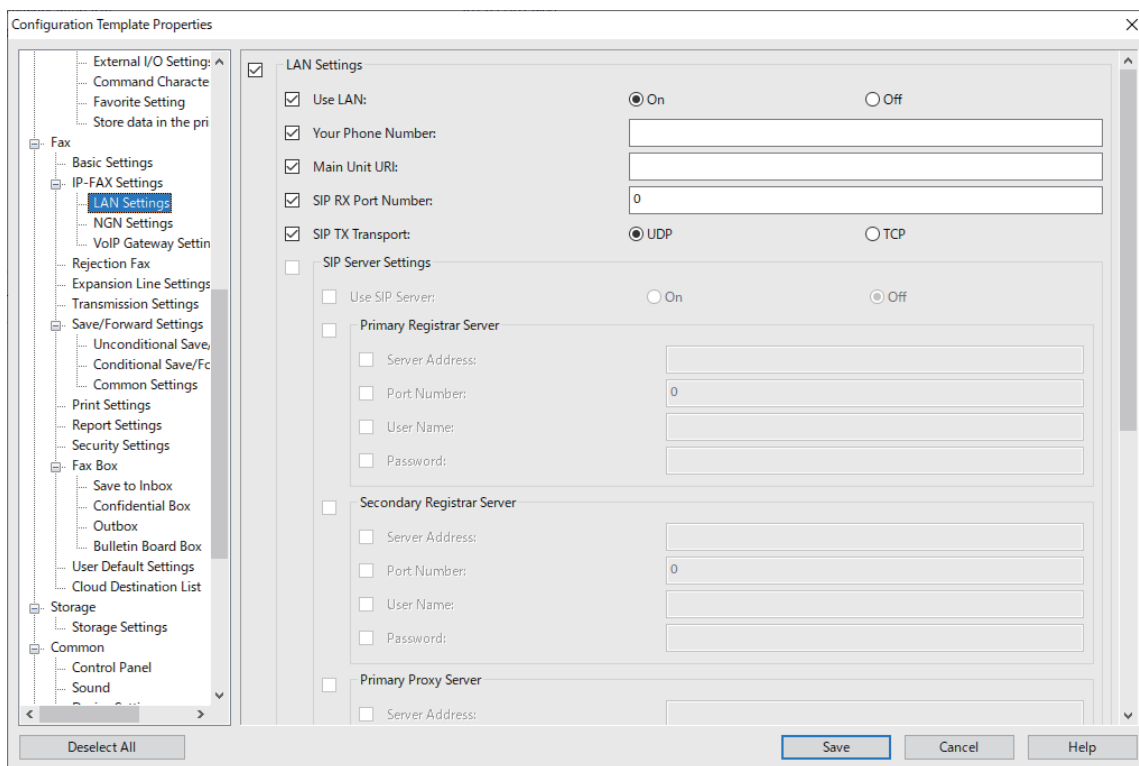 Configuration Template Properties
External I/O Setting
Command Characte
Favorite Setting
Store data in the pri
Fax
Basic Settings
IP-FAX Settings
LAN Settings
NGN Settings
VoIP Gateway Settin
Rejection Fax
Expansion Line Settings
Transmission Settings
Save/Forward Settings
Unconditional Save/
Conditional Save/Fo
Common Settings
Print Settings
Report Settings
Security Settings
Fax Box
Save to Inbox
Confidential Box
Outbox
Bulletin Board Box
User Default Settings
Cloud Destination List
Storage
Storage Settings
Common
Control Panel
Sound
LAN Settings
Use LAN: On Off
Your Phone Number:
Main Unit URI:
SIP RX Port Number: 0
SIP TX Transport: UDP TCP
SIP Server Settings
Use SIP Server: On Off
Primary Registrar Server
Server Address:
Port Number: 0
User Name:
Password:
Secondary Registrar Server
Server Address:
Port Number: 0
User Name:
Password:
Primary Proxy Server
Server Address:
Deselect All Save Cancel Help